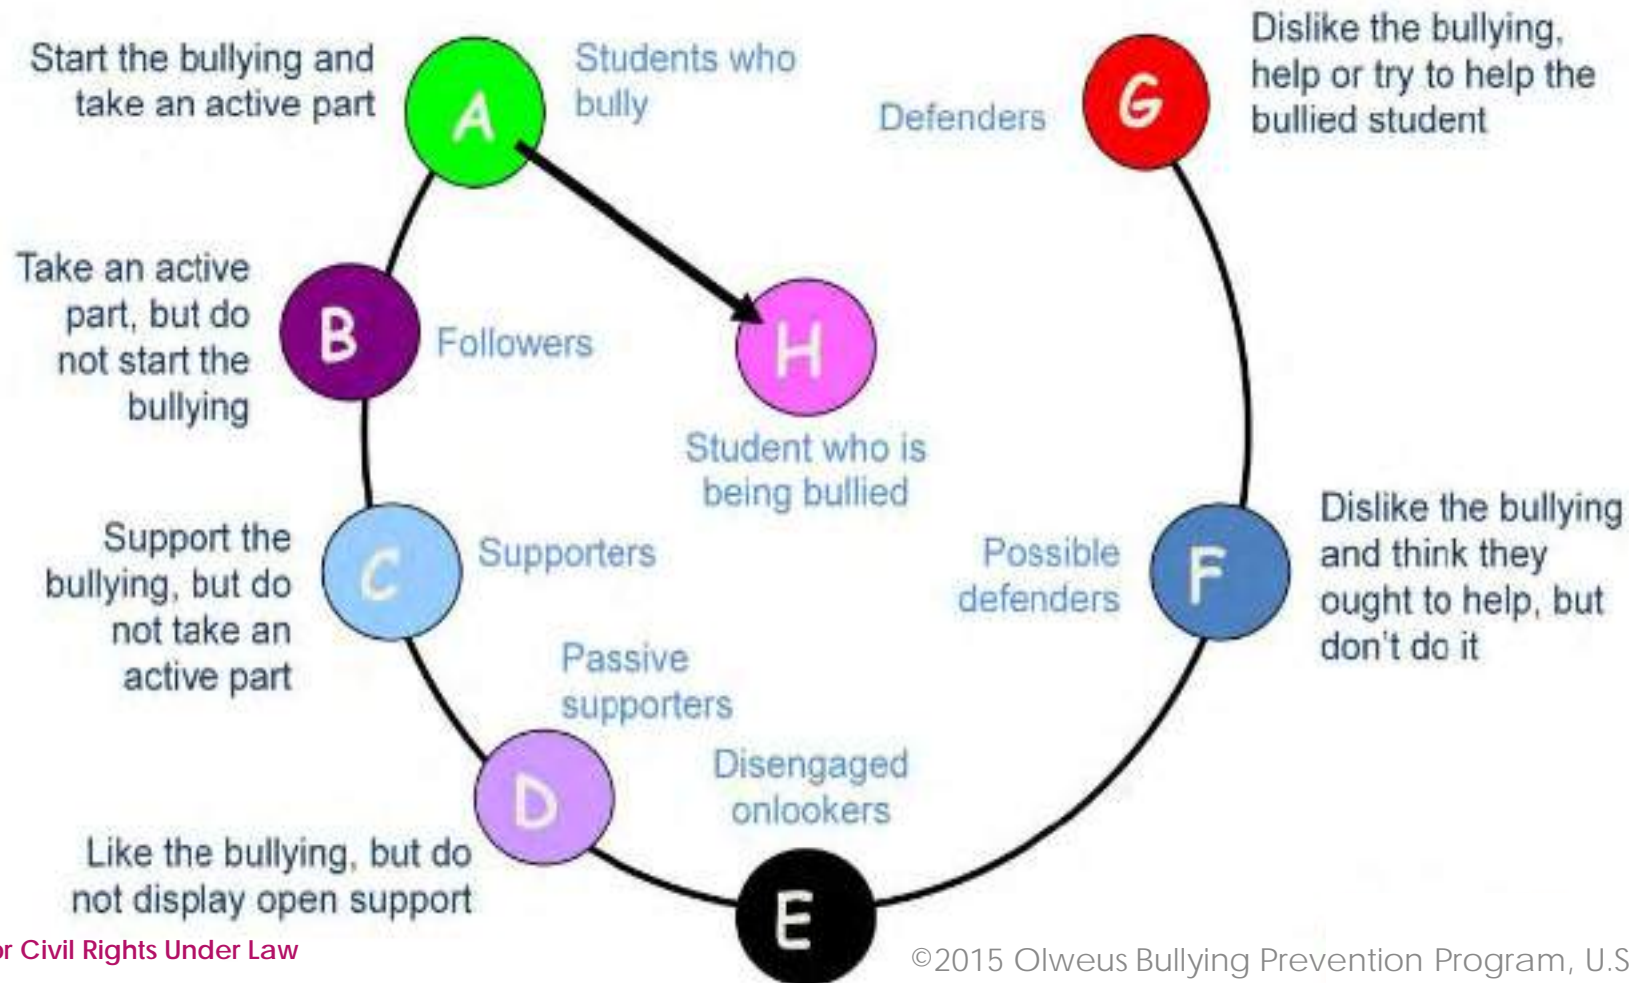 Start the bullying and
take an active part
A
Students who
bully
Defenders
G
Dislike the bullying,
help or try to help the
bullied student
Take an active
part, but do
not start the
bullying
B
Followers
H
Student who is
being bullied
Support the
bullying, but do
not take an
active part
C
Supporters
Possible
defenders
F
Dislike the bullying
and think they
ought to help, but
don't do it
Passive
supporters
D
Like the bullying, but do
not display open support
Disengaged
onlookers
E
or Civil Rights Under Law
©2015 Olweus Bullying Prevention Program, U.S